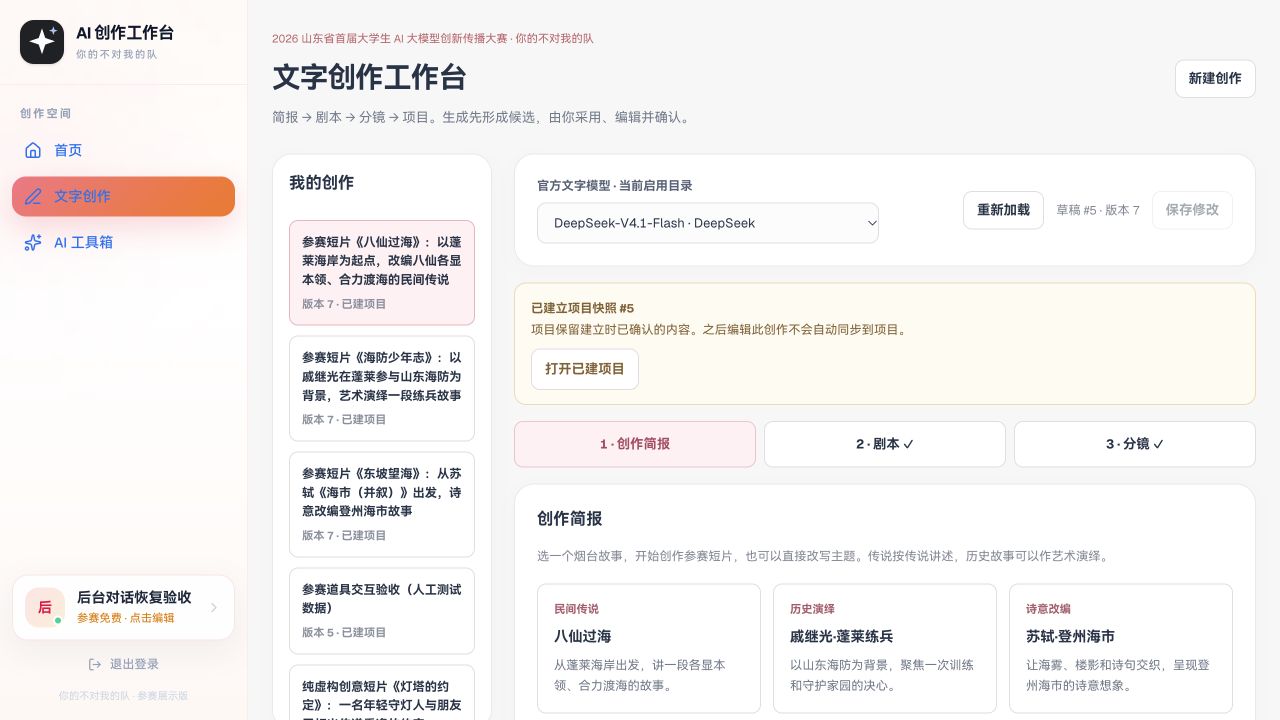 AI 创作工作台
你的不对我的队
创作空间
首页
文字创作
AI 工具箱
后
后台对话恢复验收
参赛免费 · 点击编辑
退出登录
你的不对我的队 · 参赛展示版
2026 山东省首届大学生 AI 大模型创新传播大赛 · 你的不对我的队
文字创作工作台
简报 → 剧本 → 分镜 → 项目。生成先形成候选，由你采用、编辑并确认。
新建创作
我的创作
参赛短片《八仙过海》：以蓬
莱海岸为起点，改编八仙各显
本领、合力渡海的民间传说
版本 7 · 已建项目
参赛短片《海防少年志》：以
戚继光在蓬莱参与山东海防为
背景，艺术演绎一段练兵故事
版本 7 · 已建项目
参赛短片《东坡望海》：从苏
轼《海市（并叙）》出发，诗
意改编登州海市故事
版本 7 · 已建项目
参赛道具交互验收（人工测试
数据）
版本 5 · 已建项目
纯虚构创意短片《灯塔的约
定》：一名年轻守灯人与朋友
官方文字模型 · 当前启用目录
DeepSeek-V4.1-Flash · DeepSeek
重新加载
草稿 #5 · 版本 7
保存修改
已建立项目快照 #5
项目保留建立时已确认的内容。之后编辑此创作不会自动同步到项目。
打开已建项目
1 · 创作简报
2 · 剧本 ✓
3 · 分镜 ✓
创作简报
选一个烟台故事，开始创作参赛短片，也可以直接改写主题。传说按传说讲述，历史故事可以作艺术演绎。
民间传说
八仙过海
从蓬莱海岸出发，讲一段各显本
领、合力渡海的故事。
历史演绎
戚继光·蓬莱练兵
以山东海防为背景，聚焦一次训练
和守护家园的决心。
诗意改编
苏轼·登州海市
让海雾、楼影和诗句交织，呈现登
州海市的诗意想象。